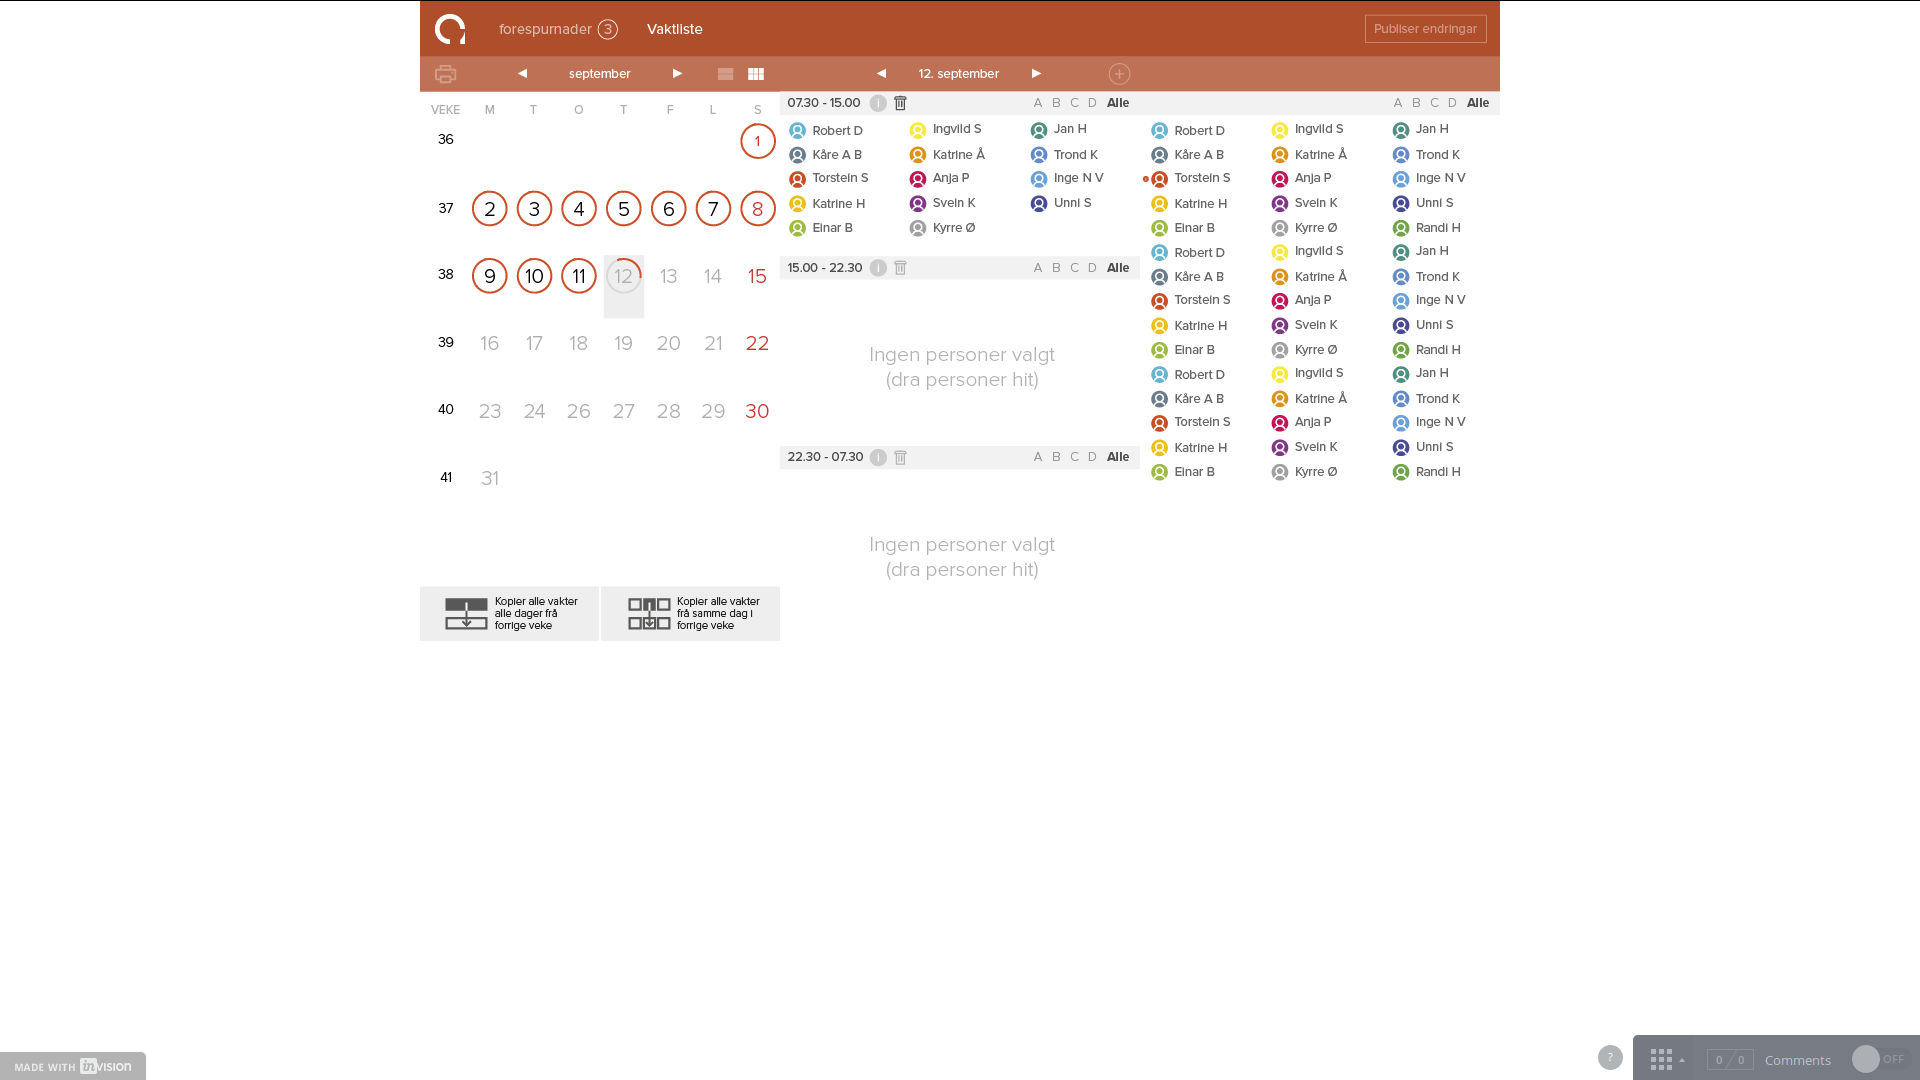 forespurnader 3 Vaktliste Publiser endringar
september 12. september
VEKE M T O T F L S
36 1
37 2 3 4 5 6 7 8
38 9 10 11 12 13 14 15
39 16 17 18 19 20 21 22
40 23 24 25 26 27 28 29 30
41 31
Kopier alle vakter
alle dager frå
forrige veke
Kopier alle vakter
frå samme dag i
forrige veke
07.30 - 15.00 i A B C D Alle
Robert D Ingvild S Jan H
Kåre A B Katrine Å Trond K
Torstein S Anja P Inge N V
Katrine H Svein K Unni S
Einar B Kyrre Ø
15.00 - 22.30 i A B C D Alle
Ingen personer valgt
(dra personer hit)
22.30 - 07.30 i A B C D Alle
Ingen personer valgt
(dra personer hit)
A B C D Alle
Robert D Ingvild S Jan H
Kåre A B Katrine Å Trond K
Torstein S Anja P Inge N V
Katrine H Svein K Unni S
Einar B Kyrre Ø Randi H
Robert D Ingvild S Jan H
Kåre A B Katrine Å Trond K
Torstein S Anja P Inge N V
Katrine H Svein K Unni S
Einar B Kyrre Ø Randi H
Robert D Ingvild S Jan H
Kåre A B Katrine Å Trond K
Torstein S Anja P Inge N V
Katrine H Svein K Unni S
Einar B Kyrre Ø Randi H
MADE WITH invision
? 0 / 0 Comments OFF